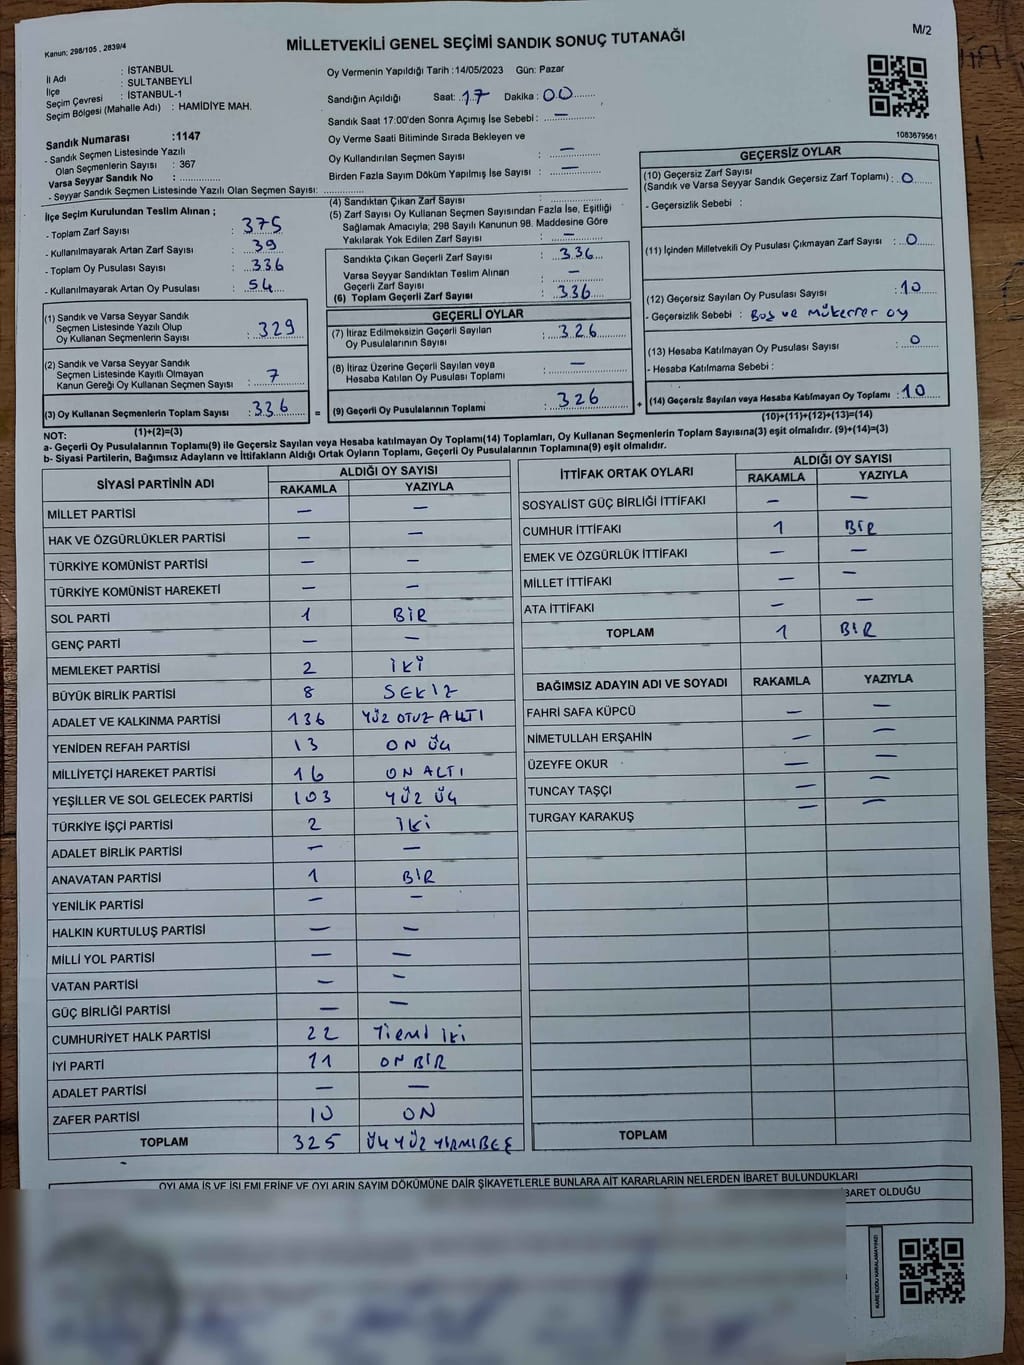 Kanun; 298/105 , 2839/4
MİLLETVEKİLİ GENEL SEÇİMİ SANDIK SONUÇ TUTANAĞI
M/2
İl Adı : İSTANBUL
İlçe : SULTANBEYLİ
Seçim Çevresi : İSTANBUL-1
Seçim Bölgesi (Mahalle Adı) : HAMİDİYE MAH.
Sandık Numarası :1147
- Sandık Seçmen Listesinde Yazılı
Olan Seçmenlerin Sayısı : 367
Varsa Seyyar Sandık No :
- Seyyar Sandık Seçmen Listesinde Yazılı Olan Seçmen Sayısı:
Oy Vermenin Yapıldığı Tarih :14/05/2023 Gün: Pazar
Sandığın Açıldığı Saat: 17 Dakika : 00
Sandık Saat 17:00'den Sonra Açımış İse Sebebi : —
Oy Verme Saati Bitiminde Sırada Bekleyen ve
Oy Kullandırılan Seçmen Sayısı : —
Birden Fazla Sayım Döküm Yapılmış İse Sayısı : —
1083679561
İlçe Seçim Kurulundan Teslim Alınan ;
- Toplam Zarf Sayısı : 375
- Kullanılmayarak Artan Zarf Sayısı : 39
- Toplam Oy Pusulası Sayısı : 336
- Kullanılmayarak Artan Oy Pusulası : 54
(1) Sandık ve Varsa Seyyar Sandık
Seçmen Listesinde Yazılı Olup
Oy Kullanan Seçmenlerin Sayısı : 329
(2) Sandık ve Varsa Seyyar Sandık
Seçmen Listesinde Kayıtlı Olmayan
Kanun Gereği Oy Kullanan Seçmen Sayısı : 7
(3) Oy Kullanan Seçmenlerin Toplam Sayısı : 336
(1)+(2)=(3)
(4) Sandıktan Çıkan Zarf Sayısı :
(5) Zarf Sayısı Oy Kullanan Seçmen Sayısından Fazla İse, Eşitliği
Sağlamak Amacıyla; 298 Sayılı Kanunun 98. Maddesine Göre
Yakılarak Yok Edilen Zarf Sayısı : —
Sandıkta Çıkan Geçerli Zarf Sayısı : 336
Varsa Seyyar Sandıktan Teslim Alınan
Geçerli Zarf Sayısı : —
(6) Toplam Geçerli Zarf Sayısı : 336
GEÇERLİ OYLAR
(7) İtiraz Edilmeksizin Geçerli Sayılan
Oy Pusulalarının Sayısı : 326
(8) İtiraz Üzerine Geçerli Sayılan veya
Hesaba Katılan Oy Pusulası Toplamı : —
= (9) Geçerli Oy Pusulalarının Toplamı : 326
GEÇERSİZ OYLAR
(10) Geçersiz Zarf Sayısı
(Sandık ve Varsa Seyyar Sandık Geçersiz Zarf Toplamı) : 0
- Geçersizlik Sebebi :
(11) İçinden Milletvekili Oy Pusulası Çıkmayan Zarf Sayısı : 0
(12) Geçersiz Sayılan Oy Pusulası Sayısı : 10
- Geçersizlik Sebebi : Boş ve Mükerrer oy
(13) Hesaba Katılmayan Oy Pusulası Sayısı : 0
- Hesaba Katılmama Sebebi :
+ (14) Geçersiz Sayılan veya Hesaba Katılmayan Oy Toplamı : 10
(10)+(11)+(12)+(13)=(14)
NOT:
a- Geçerli Oy Pusulalarının Toplamı(9) ile Geçersiz Sayılan veya Hesaba katılmayan Oy Toplamı(14) Toplamları, Oy Kullanan Seçmenlerin Toplam Sayısına(3) eşit olmalıdır. (9)+(14)=(3)
b- Siyasi Partilerin, Bağımsız Adayların ve İttifakların Aldığı Ortak Oyların Toplamı, Geçerli Oy Pusulalarının Toplamına(9) eşit olmalıdır.
SİYASİ PARTİNİN ADI ALDIĞI OY SAYISI
RAKAMLA YAZIYLA
MİLLET PARTİSİ — —
HAK VE ÖZGÜRLÜKLER PARTİSİ — —
TÜRKİYE KOMÜNİST PARTİSİ — —
TÜRKİYE KOMÜNİST HAREKETİ — —
SOL PARTİ 1 BİR
GENÇ PARTİ — —
MEMLEKET PARTİSİ 2 İKİ
BÜYÜK BİRLİK PARTİSİ 8 SEKİZ
ADALET VE KALKINMA PARTİSİ 136 YÜZ OTUZ ALTI
YENİDEN REFAH PARTİSİ 13 ON ÜÇ
MİLLİYETÇİ HAREKET PARTİSİ 16 ON ALTI
YEŞİLLER VE SOL GELECEK PARTİSİ 103 YÜZ ÜÇ
TÜRKİYE İŞÇİ PARTİSİ 2 İKİ
ADALET BİRLİK PARTİSİ — —
ANAVATAN PARTİSİ 1 BİR
YENİLİK PARTİSİ — —
HALKIN KURTULUŞ PARTİSİ — —
MİLLİ YOL PARTİSİ — —
VATAN PARTİSİ — —
GÜÇ BİRLİĞİ PARTİSİ — —
CUMHURİYET HALK PARTİSİ 22 YİRMİ İKİ
İYİ PARTİ 11 ON BİR
ADALET PARTİSİ — —
ZAFER PARTİSİ 10 ON
TOPLAM 325 ÜÇ YÜZ YİRMİBEŞ
İTTİFAK ORTAK OYLARI ALDIĞI OY SAYISI
RAKAMLA YAZIYLA
SOSYALİST GÜÇ BİRLİĞİ İTTİFAKI — —
CUMHUR İTTİFAKI 1 BİR
EMEK VE ÖZGÜRLÜK İTTİFAKI — —
MİLLET İTTİFAKI — —
ATA İTTİFAKI — —
TOPLAM 1 BİR
BAĞIMSIZ ADAYIN ADI VE SOYADI RAKAMLA YAZIYLA
FAHRİ SAFA KÜPCÜ — —
NİMETULLAH ERŞAHİN — —
ÜZEYFE OKUR — —
TUNCAY TAŞÇI — —
TURGAY KARAKUŞ — —
TOPLAM
OYLAMA İŞ VE İŞLEMLERİNE VE OYLARIN SAYIM DÖKÜMÜNE DAİR ŞİKAYETLERLE BUNLARA AİT KARARLARIN NELERDEN İBARET BULUNDUKLARI
İBARET OLDUĞU
KARE KODU KARALAMAYINIZ!